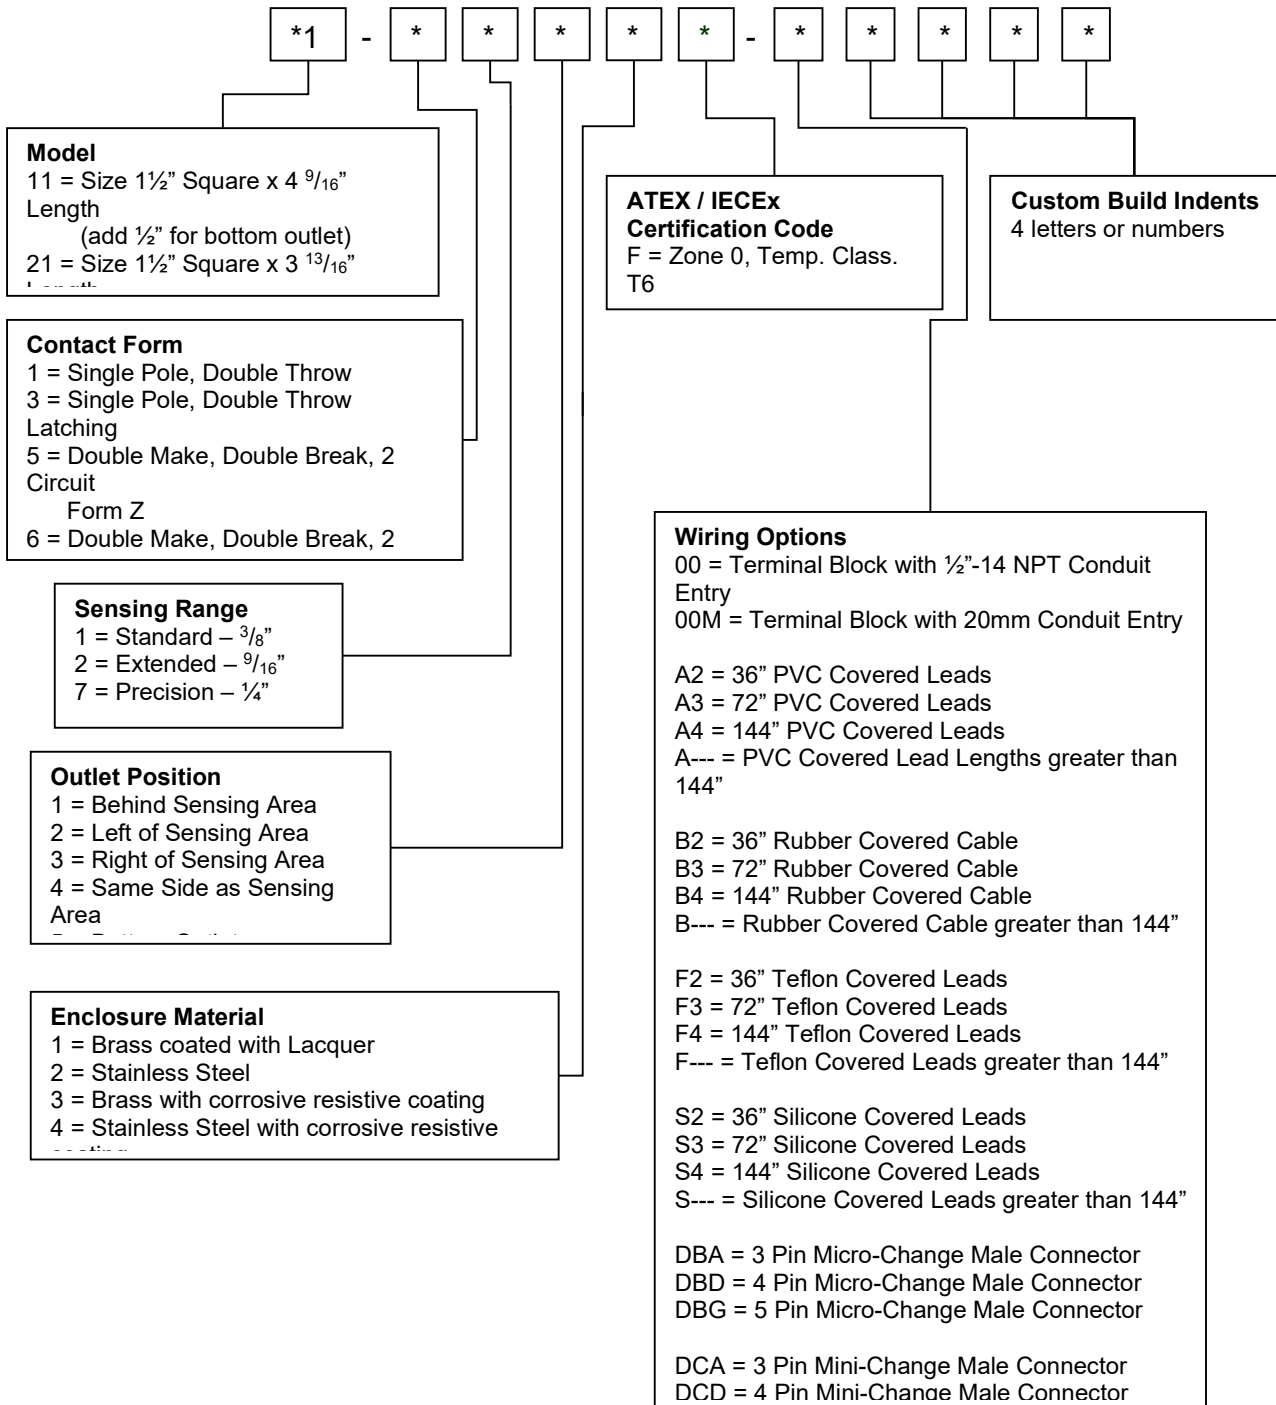 *1 - * * * * * - * * * * *
Model
11 = Size 1½” Square x 4 9/16”
Length
(add ½” for bottom outlet)
21 = Size 1½” Square x 3 13/16”
Contact Form
1 = Single Pole, Double Throw
3 = Single Pole, Double Throw
Latching
5 = Double Make, Double Break, 2
Circuit
Form Z
6 = Double Make, Double Break, 2
Sensing Range
1 = Standard – 3/8”
2 = Extended – 9/16”
7 = Precision – ¼”
Outlet Position
1 = Behind Sensing Area
2 = Left of Sensing Area
3 = Right of Sensing Area
4 = Same Side as Sensing
Area
Enclosure Material
1 = Brass coated with Lacquer
2 = Stainless Steel
3 = Brass with corrosive resistive coating
4 = Stainless Steel with corrosive resistive
ATEX / IECEx
Certification Code
F = Zone 0, Temp. Class.
T6
Custom Build Indents
4 letters or numbers
Wiring Options
00 = Terminal Block with ½”-14 NPT Conduit
Entry
00M = Terminal Block with 20mm Conduit Entry
A2 = 36” PVC Covered Leads
A3 = 72” PVC Covered Leads
A4 = 144” PVC Covered Leads
A--- = PVC Covered Lead Lengths greater than
144”
B2 = 36” Rubber Covered Cable
B3 = 72” Rubber Covered Cable
B4 = 144” Rubber Covered Cable
B--- = Rubber Covered Cable greater than 144”
F2 = 36” Teflon Covered Leads
F3 = 72” Teflon Covered Leads
F4 = 144” Teflon Covered Leads
F--- = Teflon Covered Leads greater than 144”
S2 = 36” Silicone Covered Leads
S3 = 72” Silicone Covered Leads
S4 = 144” Silicone Covered Leads
S--- = Silicone Covered Leads greater than 144”
DBA = 3 Pin Micro-Change Male Connector
DBD = 4 Pin Micro-Change Male Connector
DBG = 5 Pin Micro-Change Male Connector
DCA = 3 Pin Mini-Change Male Connector
DCD = 4 Pin Mini-Change Male Connector